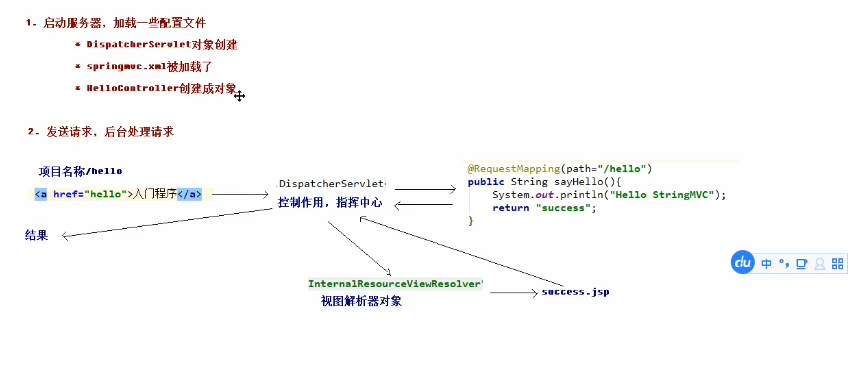 1. 启动服务器，加载一些配置文件
* DispatcherServlet对象创建
* springmvc.xml被加载了
* HelloController创建成对象
2. 发送请求，后台处理请求
项目名称/hello
<a href="hello">入门程序</a>
.DispatcherServlet
控制作用，指挥中心
@RequestMapping(path="/hello")
public String sayHello(){
System.out.println("Hello StringMVC");
return "success";
}
结果
InternalResourceViewResolver
视图解析器对象
success.jsp
du 中 °，